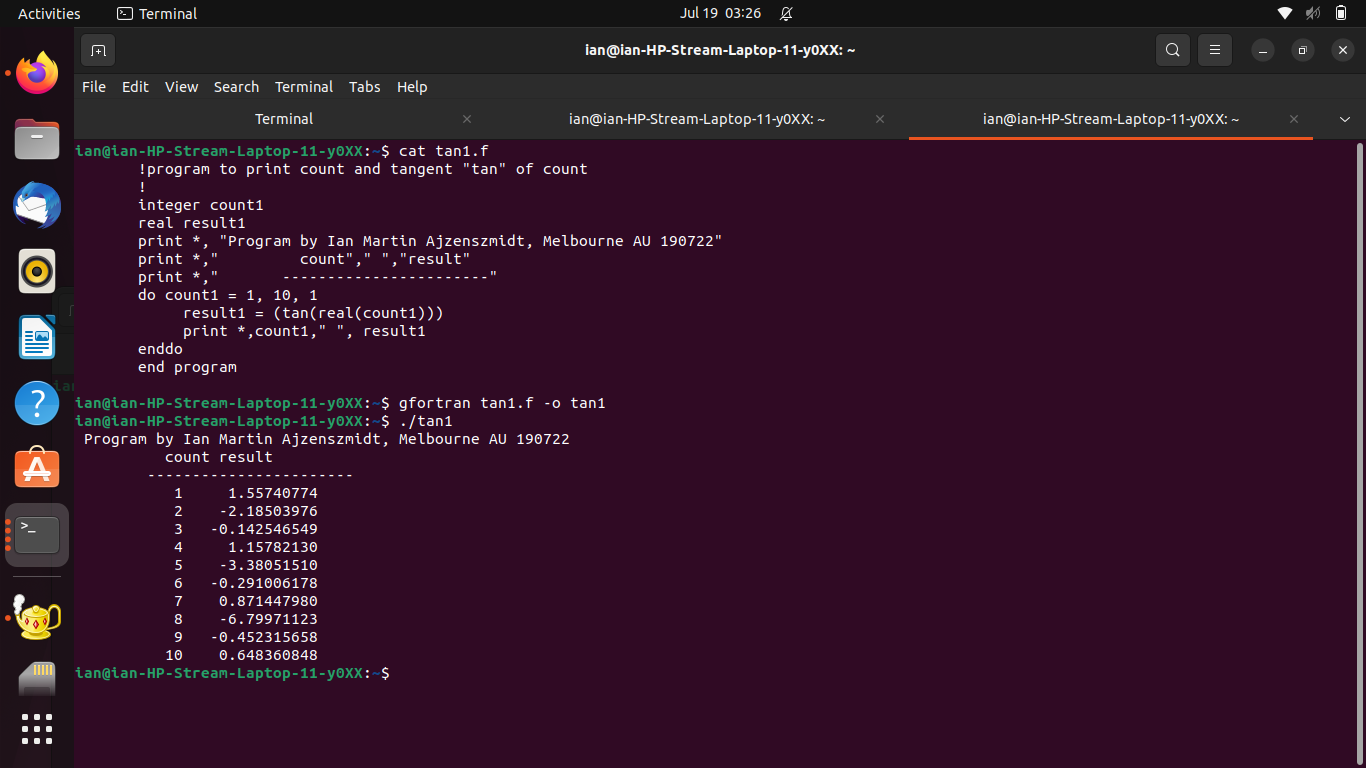 Activities Terminal Jul 19 03:26
ian@ian-HP-Stream-Laptop-11-y0XX: ~
File Edit View Search Terminal Tabs Help
Terminal ian@ian-HP-Stream-Laptop-11-y0XX: ~ ian@ian-HP-Stream-Laptop-11-y0XX: ~
ian@ian-HP-Stream-Laptop-11-y0XX:~$ cat tan1.f
       !program to print count and tangent "tan" of count
       !
       integer count1
       real result1
       print *, "Program by Ian Martin Ajzenszmidt, Melbourne AU 190722"
       print *,"         count"," ","result"
       print *,"       -----------------------"
       do count1 = 1, 10, 1
            result1 = (tan(real(count1)))
            print *,count1," ", result1
       enddo
       end program
ian@ian-HP-Stream-Laptop-11-y0XX:~$ gfortran tan1.f -o tan1
ian@ian-HP-Stream-Laptop-11-y0XX:~$ ./tan1
 Program by Ian Martin Ajzenszmidt, Melbourne AU 190722
          count result
        -----------------------
           1     1.55740774
           2    -2.18503976
           3   -0.142546549
           4     1.15782130
           5    -3.38051510
           6   -0.291006178
           7    0.871447980
           8    -6.79971123
           9   -0.452315658
          10    0.648360848
ian@ian-HP-Stream-Laptop-11-y0XX:~$